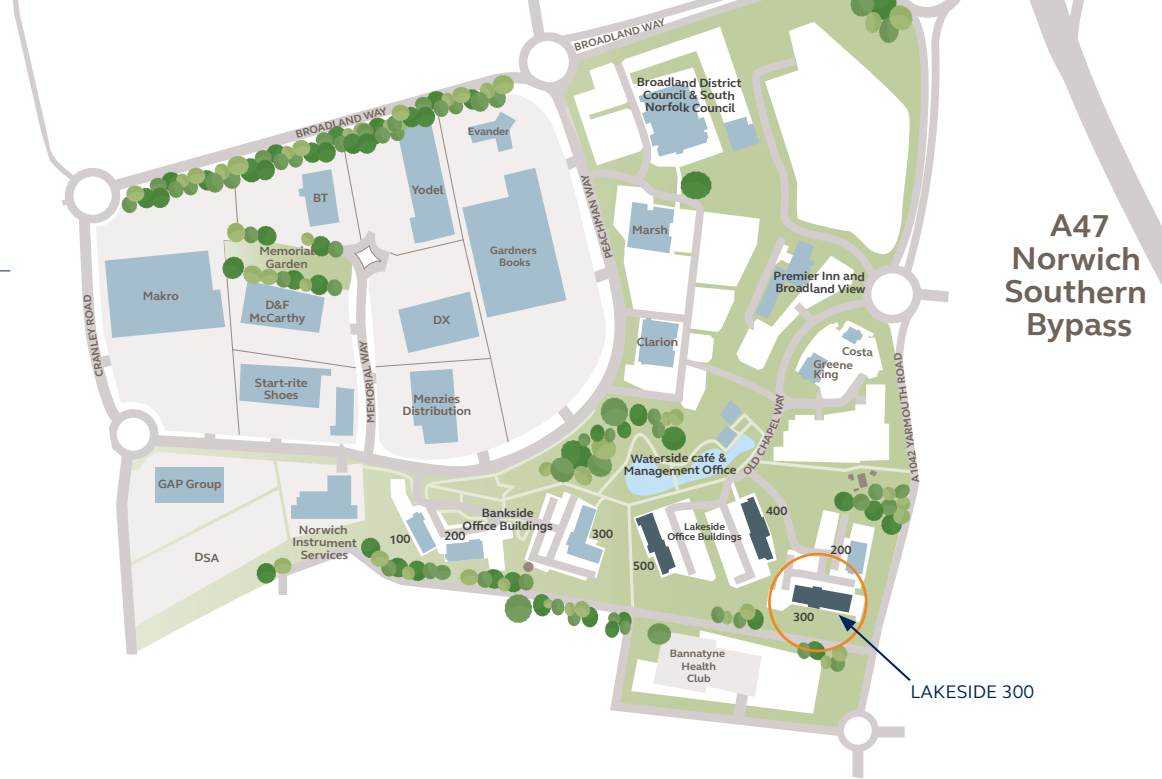 BROADLAND WAY
BROADLAND WAY
Broadland District
Council & South
Norfolk Council
Evander
BT
Yodel
PEACHMAN WAY
Marsh
A47
Norwich
Southern
Bypass
Memorial
Garden
Gardners
Books
Premier Inn and
Broadland View
Makro
D&F
McCarthy
DX
CRANLEY ROAD
MEMORIAL WAY
Clarion
Costa
Greene
King
A1042 YARMOUTH ROAD
Start-rite
Shoes
Menzies
Distribution
OLD CHAPEL WAY
Waterside café &
Management Office
GAP Group
Bankside
Office Buildings
100
200
300
Lakeside
Office Buildings
400
500
200
Norwich
Instrument
Services
DSA
300
Bannatyne
Health
Club
LAKESIDE 300